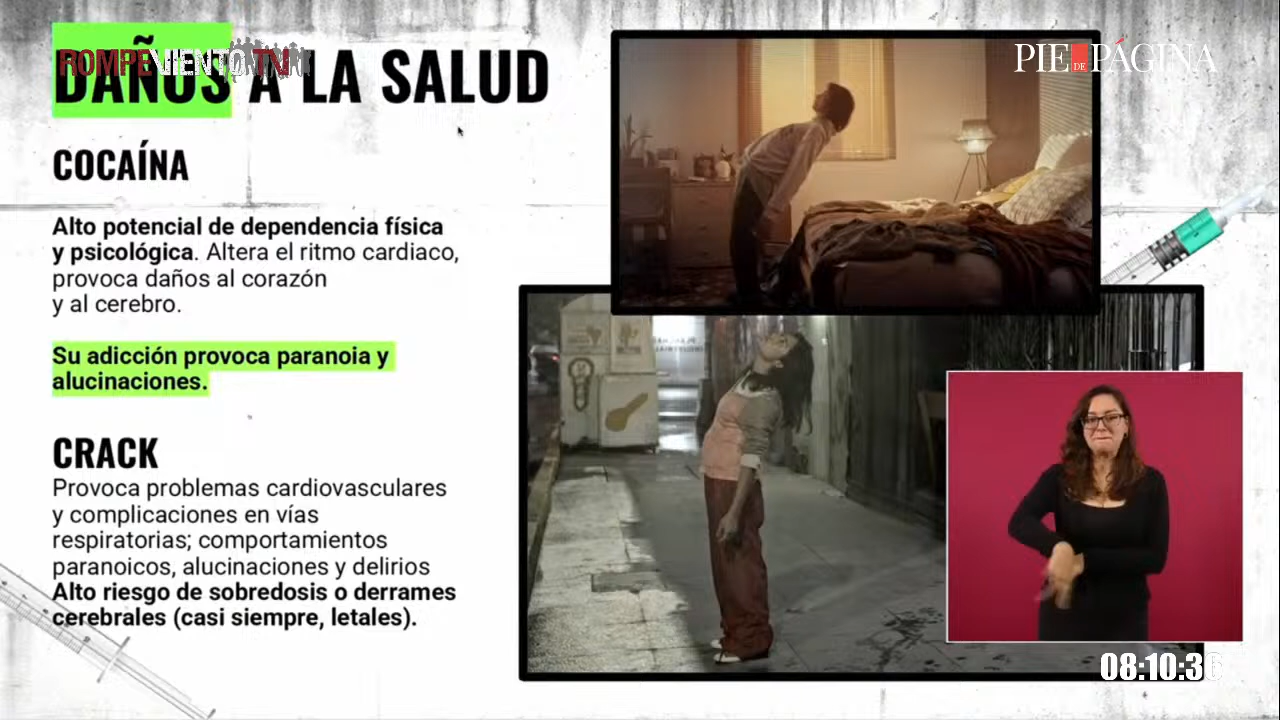 DAÑOS A LA SALUD
ROMPEVIENTO TV
PIE DE PÁGINA
COCAÍNA
Alto potencial de dependencia física
y psicológica. Altera el ritmo cardiaco,
provoca daños al corazón
y al cerebro.
Su adicción provoca paranoia y
alucinaciones.
CRACK
Provoca problemas cardiovasculares
y complicaciones en vías
respiratorias; comportamientos
paranoicos, alucinaciones y delirios
Alto riesgo de sobredosis o derrames
cerebrales (casi siempre, letales).
08:10:36